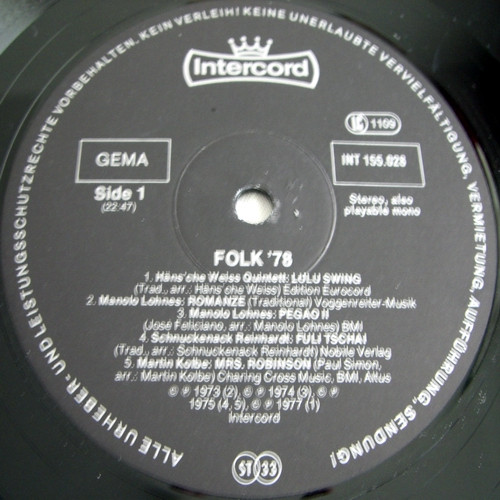 ALLE URHEBER- UND LEISTUNGSSCHUTZRECHTE VORBEHALTEN. KEIN VERLEIH! KEINE UNERLAUBTE VERVIELFÄLTIGUNG, VERMIETUNG, AUFFÜHRUNG, SENDUNG!
Intercord
LC 1109
GEMA
INT 155.028
Side 1
(22:47)
Stereo, also
playable mono
FOLK '78
1. Häns'che Weiss Quintett: LULU SWING
(Trad., arr.: Häns'che Weiss) Edition Eurocord
2. Manolo Lohnes: ROMANZE (Traditional) Voggenreiter-Musik
3. Manolo Lohnes: PEGAO II
(José Feliciano, arr.: Manolo Lohnes) BMI
4. Schnuckenack Reinhardt: FULI TSCHAI
(Trad., arr.: Schnuckenack Reinhardt) Nobile Verlag
5. Martin Kolbe: MRS. ROBINSON (Paul Simon,
arr.: Martin Kolbe) Charing Cross Music, BMI, Altus
© ℗ 1973 (2), © ℗ 1974 (3), © ℗
1975 (4, 5), © ℗ 1977 (1)
Intercord
ST 33